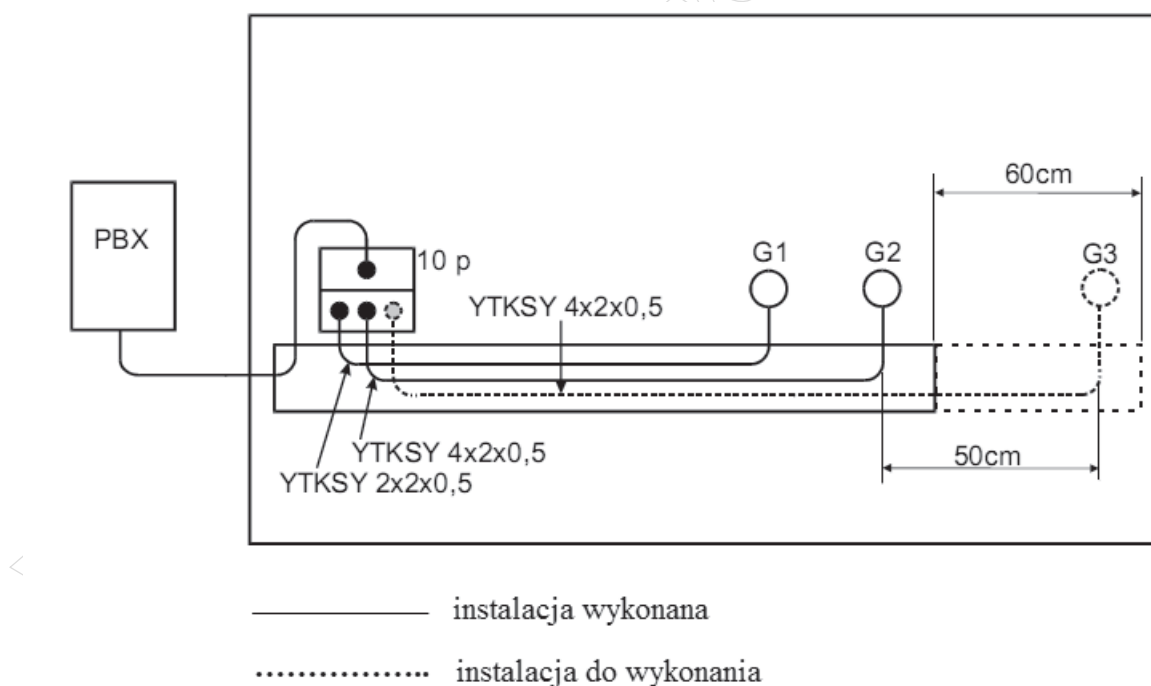 60cm
PBX
10 p
G1
G2
G3
YTKSY 4x2x0,5
YTKSY 4x2x0,5
YTKSY 2x2x0,5
50cm
instalacja wykonana
instalacja do wykonania